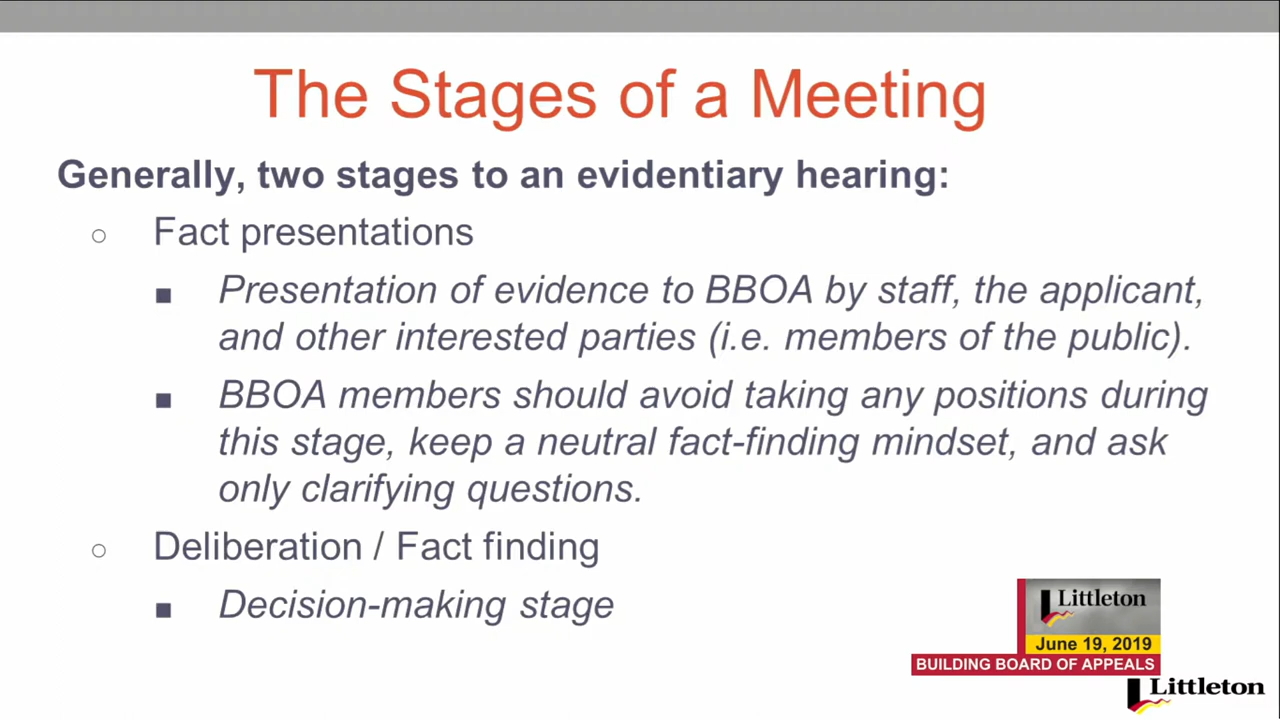 The Stages of a Meeting
Generally, two stages to an evidentiary hearing:
Fact presentations
Presentation of evidence to BBOA by staff, the applicant,
and other interested parties (i.e. members of the public).
BBOA members should avoid taking any positions during
this stage, keep a neutral fact-finding mindset, and ask
only clarifying questions.
Deliberation / Fact finding
Decision-making stage
Littleton
June 19, 2019
BUILDING BOARD OF APPEALS
Littleton